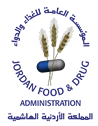 المؤسسة العامة للغذاء والدواء
JORDAN FOOD & DRUG
ADMINISTRATION
المملكة الأردنية الهاشمية